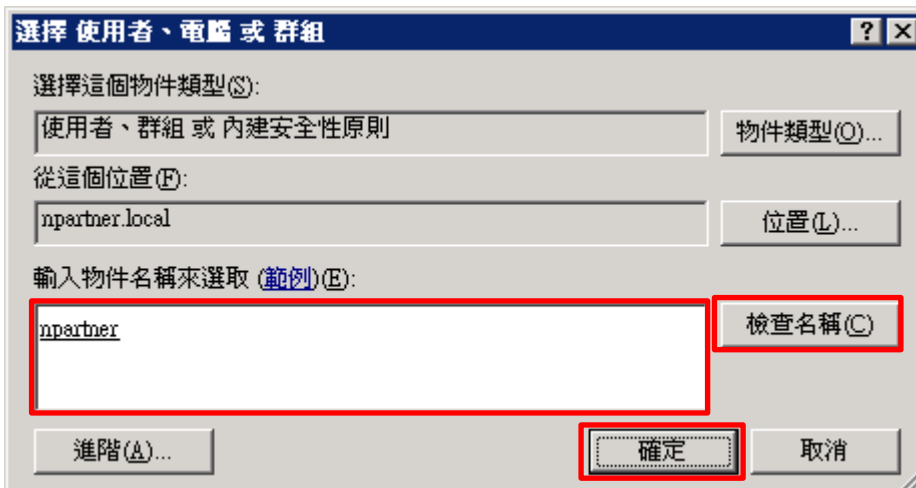 選擇 使用者、電腦 或 群組
選擇這個物件類型(S):
使用者、群組 或 內建安全性原則
物件類型(O)...
從這個位置(F):
npartner.local
位置(L)...
輸入物件名稱來選取 (範例)(E):
npartner
檢查名稱(C)
進階(A)...
確定
取消